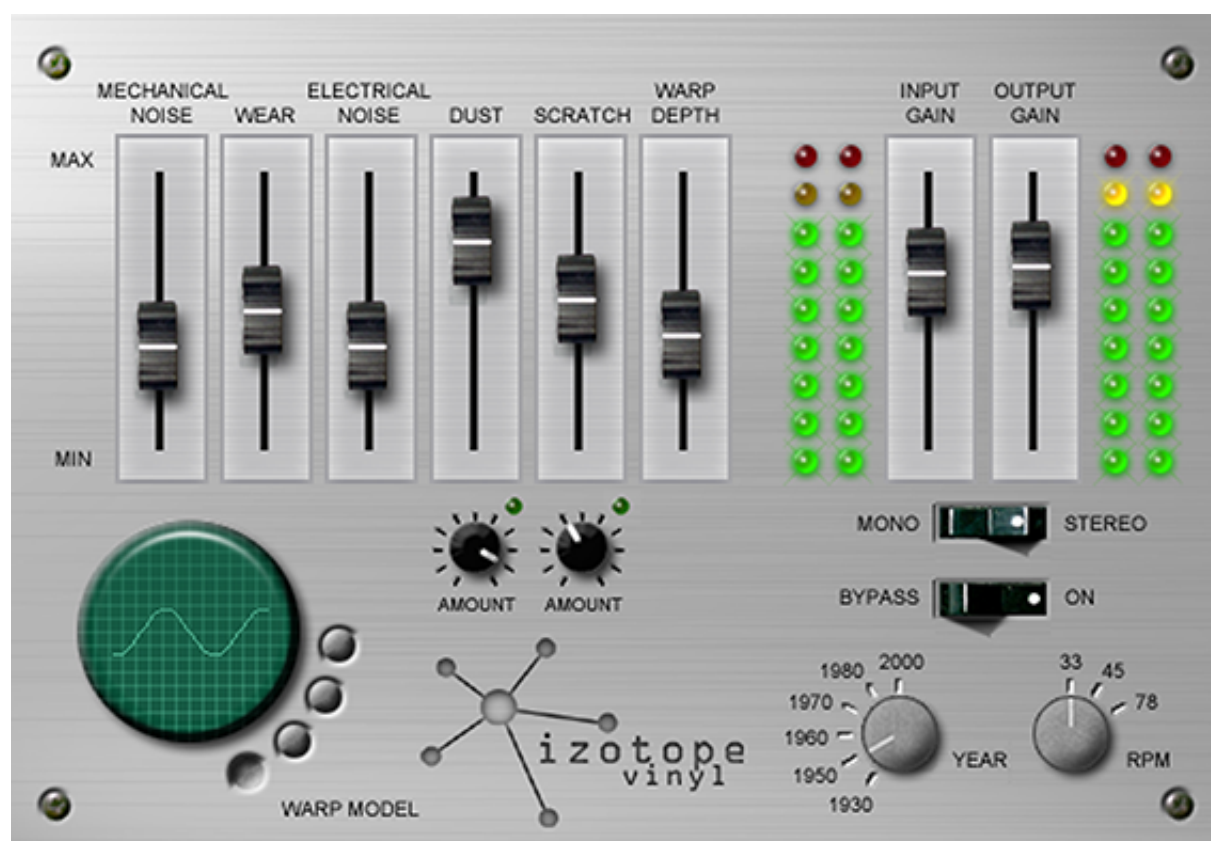 MECHANICAL
NOISE
WEAR
ELECTRICAL
NOISE
DUST
SCRATCH
WARP
DEPTH
INPUT
GAIN
OUTPUT
GAIN
MAX
MIN
AMOUNT
AMOUNT
MONO
STEREO
BYPASS
ON
1930
1950
1960
1970
1980
2000
YEAR
33
45
78
RPM
WARP MODEL
izotope
vinyl